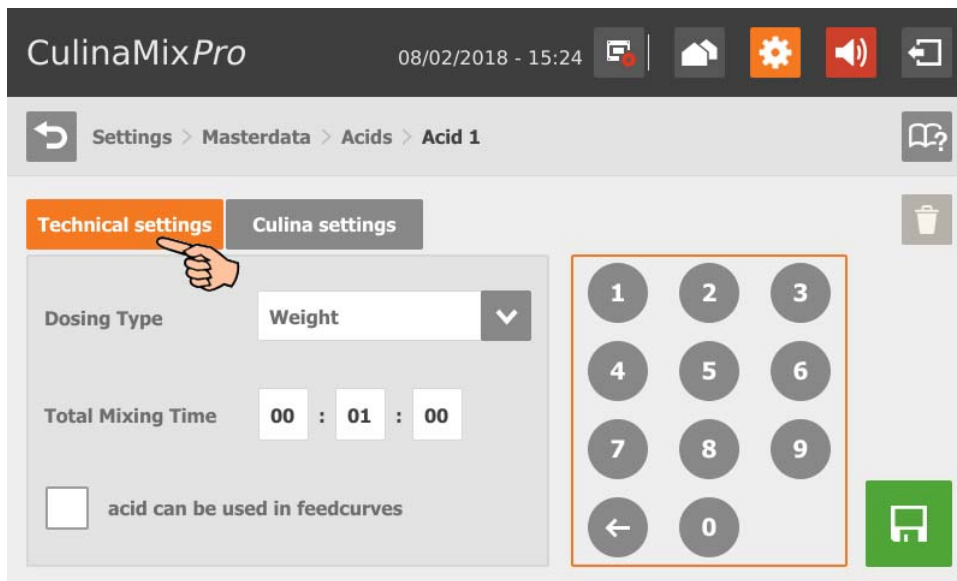 CulinaMixPro 08/02/2018 - 15:24
Settings > Masterdata > Acids > Acid 1
?
Technical settings Culina settings
Dosing Type Weight
Total Mixing Time 00 : 01 : 00
acid can be used in feedcurves
1 2 3
4 5 6
7 8 9
← 0